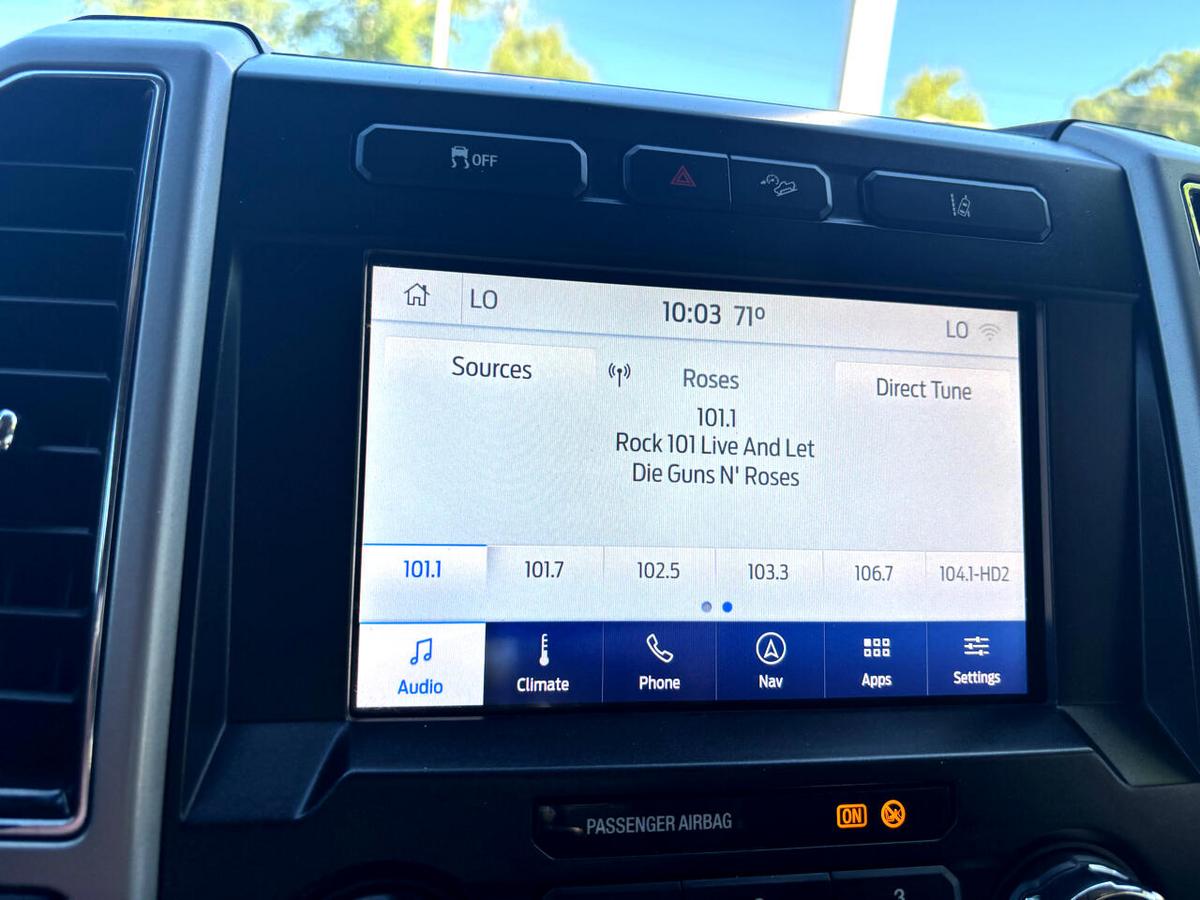 OFF
LO
10:03 71º
LO
Sources
Roses
Direct Tune
101.1
Rock 101 Live And Let
Die Guns N' Roses
101.1
101.7
102.5
103.3
106.7
104.1-HD2
Audio
Climate
Phone
Nav
Apps
Settings
PASSENGER AIRBAG
ON
3